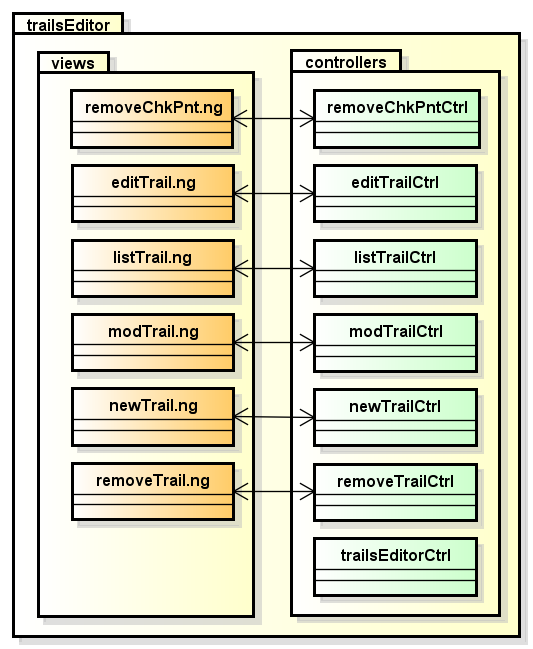 trailsEditor
views
controllers
removeChkPnt.ng
removeChkPntCtrl
editTrail.ng
editTrailCtrl
listTrail.ng
listTrailCtrl
modTrail.ng
modTrailCtrl
newTrail.ng
newTrailCtrl
removeTrail.ng
removeTrailCtrl
trailsEditorCtrl